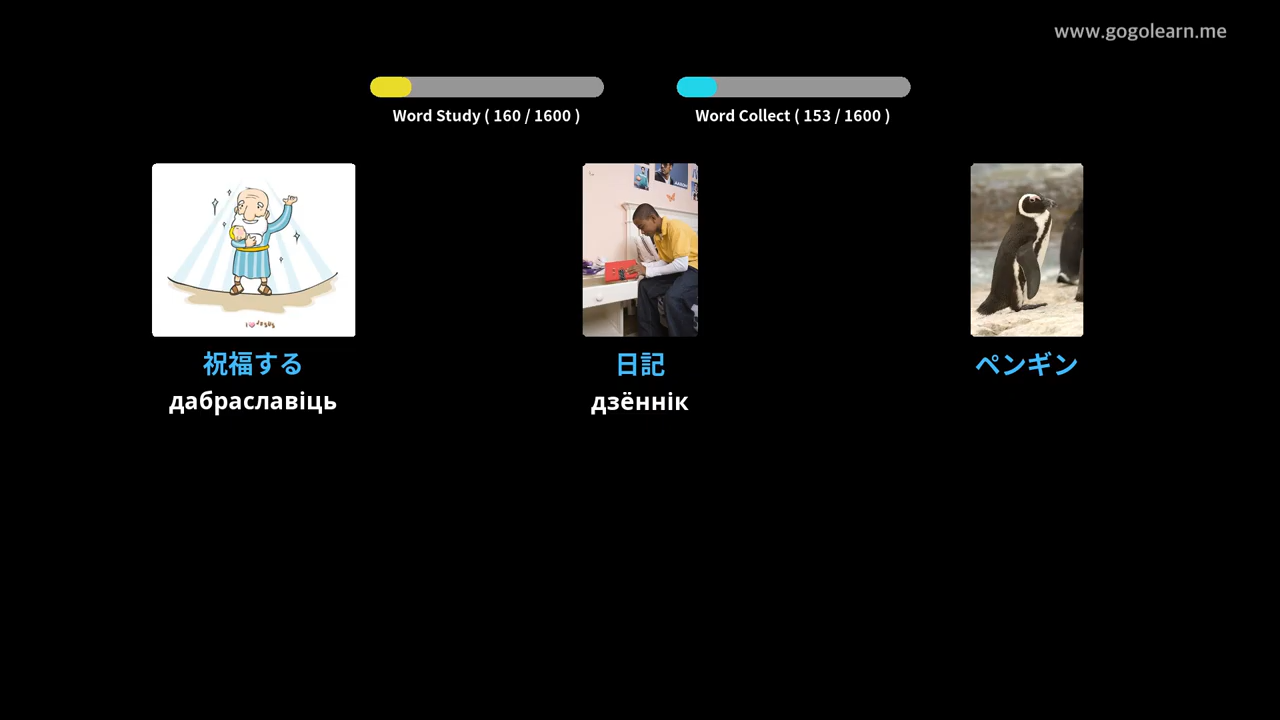 www.gogolearn.me
Word Study ( 160 / 1600 )
Word Collect ( 153 / 1600 )
I JESUS
祝福する
日記
ペンギン
дабраславіць
дзённік